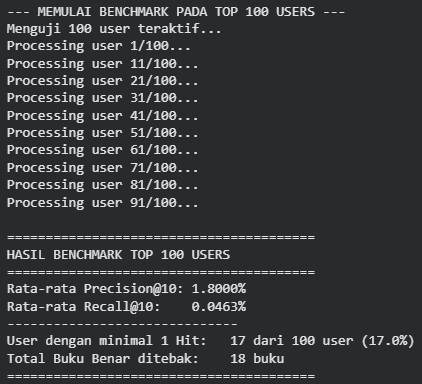 --- MEMULAI BENCHMARK PADA TOP 100 USERS ---
Menguji 100 user teraktif...
Processing user 1/100...
Processing user 11/100...
Processing user 21/100...
Processing user 31/100...
Processing user 41/100...
Processing user 51/100...
Processing user 61/100...
Processing user 71/100...
Processing user 81/100...
Processing user 91/100...

========================================
HASIL BENCHMARK TOP 100 USERS
========================================
Rata-rata Precision@10: 1.8000%
Rata-rata Recall@10:    0.0463%
------------------------------
User dengan minimal 1 Hit:   17 dari 100 user (17.0%)
Total Buku Benar ditebak:    18 buku
========================================